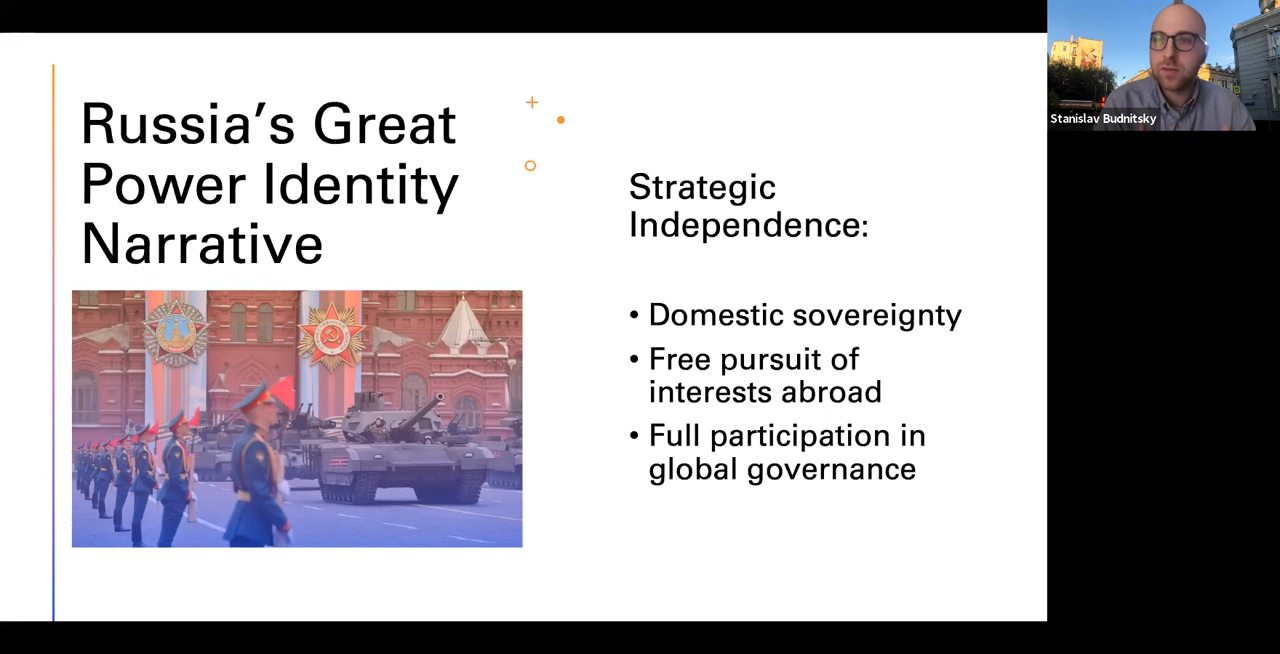 Russia’s Great
Power Identity
Narrative
Strategic
Independence:
• Domestic sovereignty
• Free pursuit of
interests abroad
• Full participation in
global governance
Stanislav Budnitsky